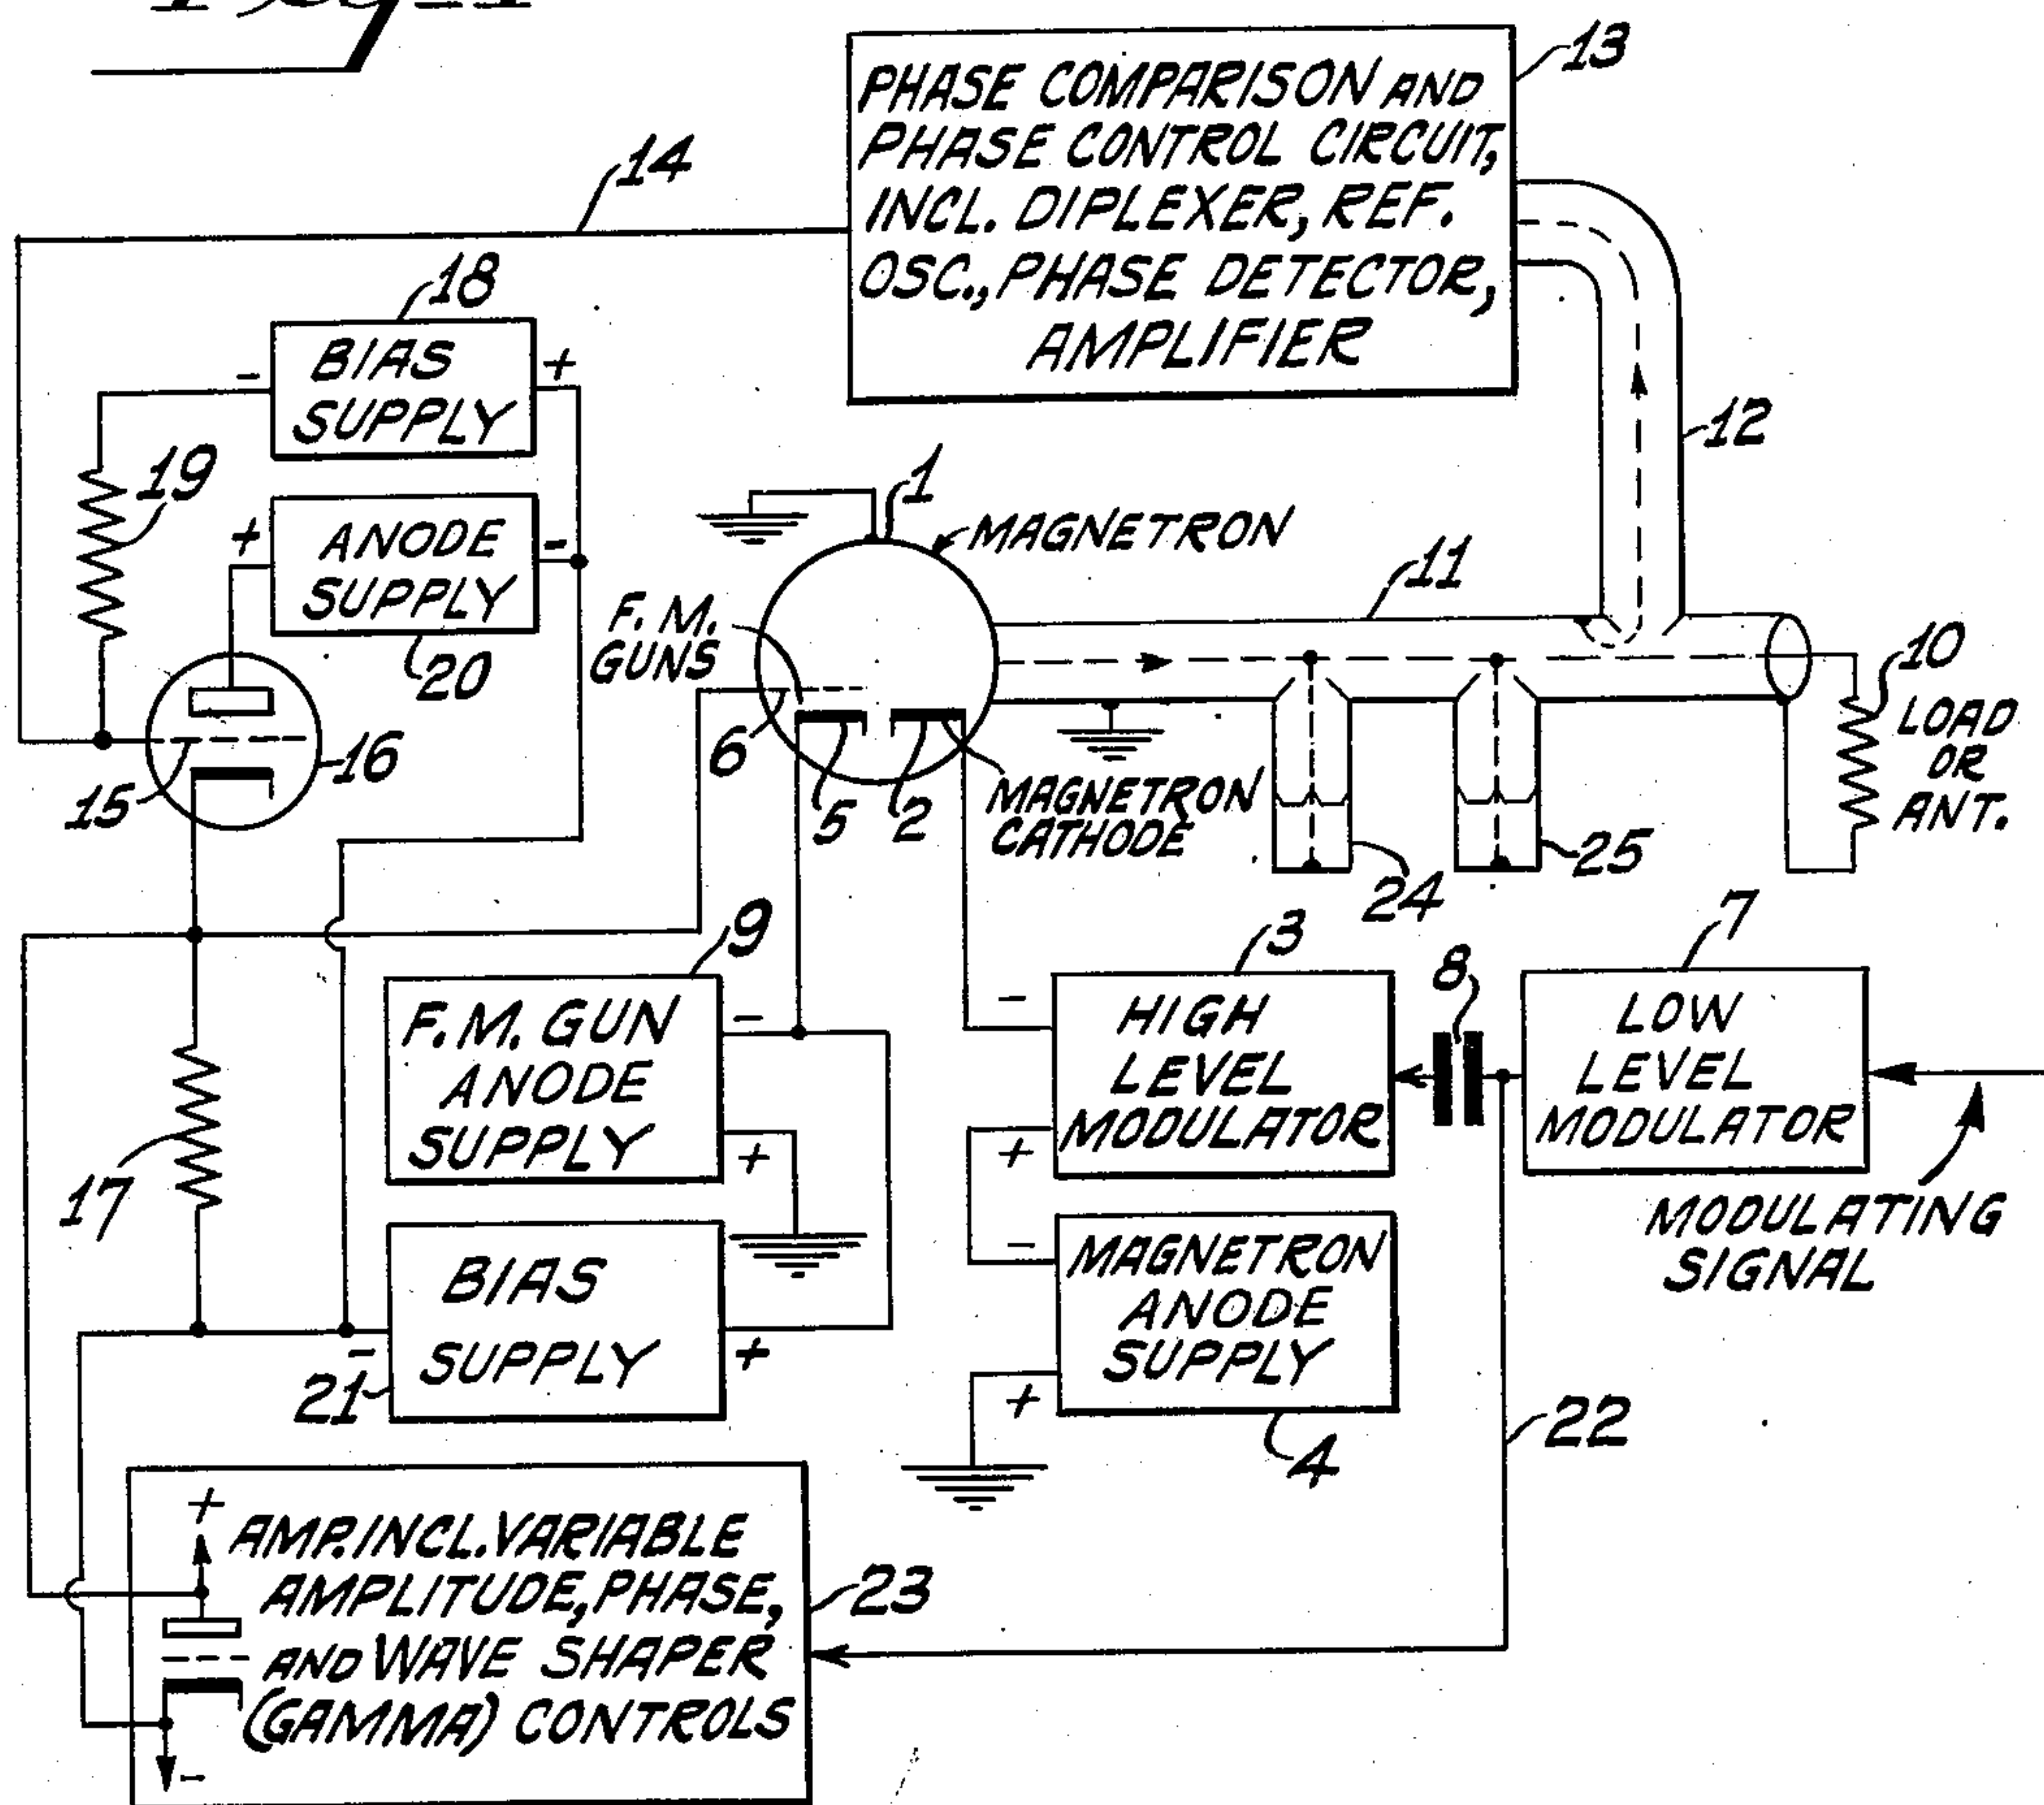 13
PHASE COMPARISON AND
PHASE CONTROL CIRCUIT,
INCL. DIPLEXER, REF.
OSC., PHASE DETECTOR,
AMPLIFIER
14
18
BIAS
SUPPLY
- +
12
19
1
MAGNETRON
ANODE
SUPPLY
+ -
20
11
F. M.
GUNS
10
LOAD
OR
ANT.
15
16
6
5
2
MAGNETRON
CATHODE
24
25
9
F.M. GUN
ANODE
SUPPLY
-
+
3
HIGH
LEVEL
MODULATOR
-
+
8
7
LOW
LEVEL
MODULATOR
MODULATING
SIGNAL
17
BIAS
SUPPLY
- +
21
MAGNETRON
ANODE
SUPPLY
-
+
4
22
+
AMP. INCL. VARIABLE
AMPLITUDE, PHASE,
AND WAVE SHAPER
(GAMMA) CONTROLS
-
23